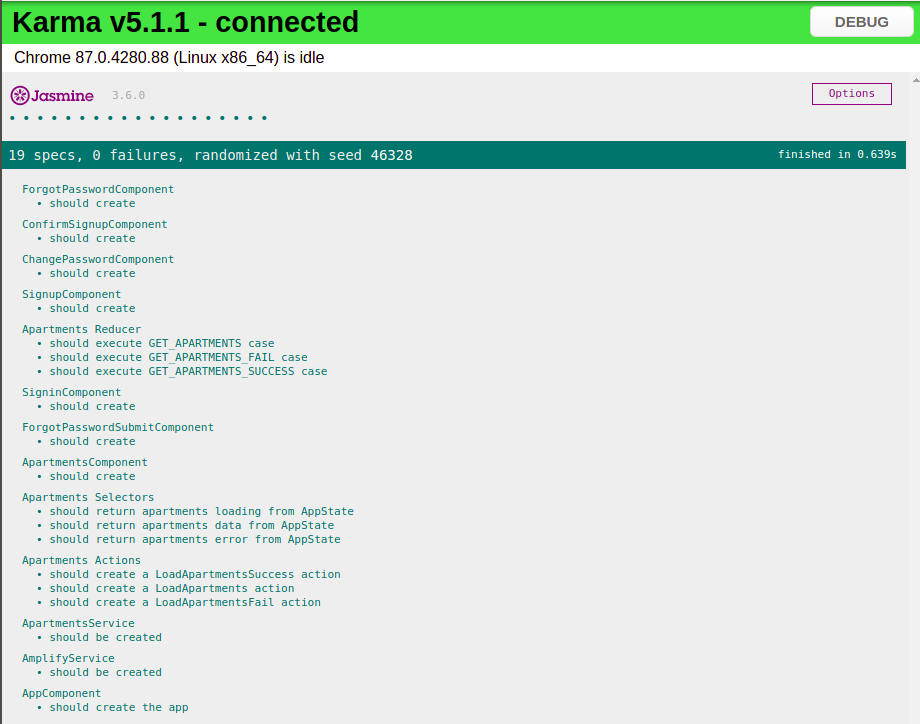 Karma v5.1.1 - connected
DEBUG
Chrome 87.0.4280.88 (Linux x86_64) is idle
Jasmine 3.6.0
Options
• • • • • • • • • • • • • • • • • • •
19 specs, 0 failures, randomized with seed 46328
finished in 0.639s
ForgotPasswordComponent
• should create
ConfirmSignupComponent
• should create
ChangePasswordComponent
• should create
SignupComponent
• should create
Apartments Reducer
• should execute GET_APARTMENTS case
• should execute GET_APARTMENTS_FAIL case
• should execute GET_APARTMENTS_SUCCESS case
SigninComponent
• should create
ForgotPasswordSubmitComponent
• should create
ApartmentsComponent
• should create
Apartments Selectors
• should return apartments loading from AppState
• should return apartments data from AppState
• should return apartments error from AppState
Apartments Actions
• should create a LoadApartmentsSuccess action
• should create a LoadApartments action
• should create a LoadApartmentsFail action
ApartmentsService
• should be created
AmplifyService
• should be created
AppComponent
• should create the app